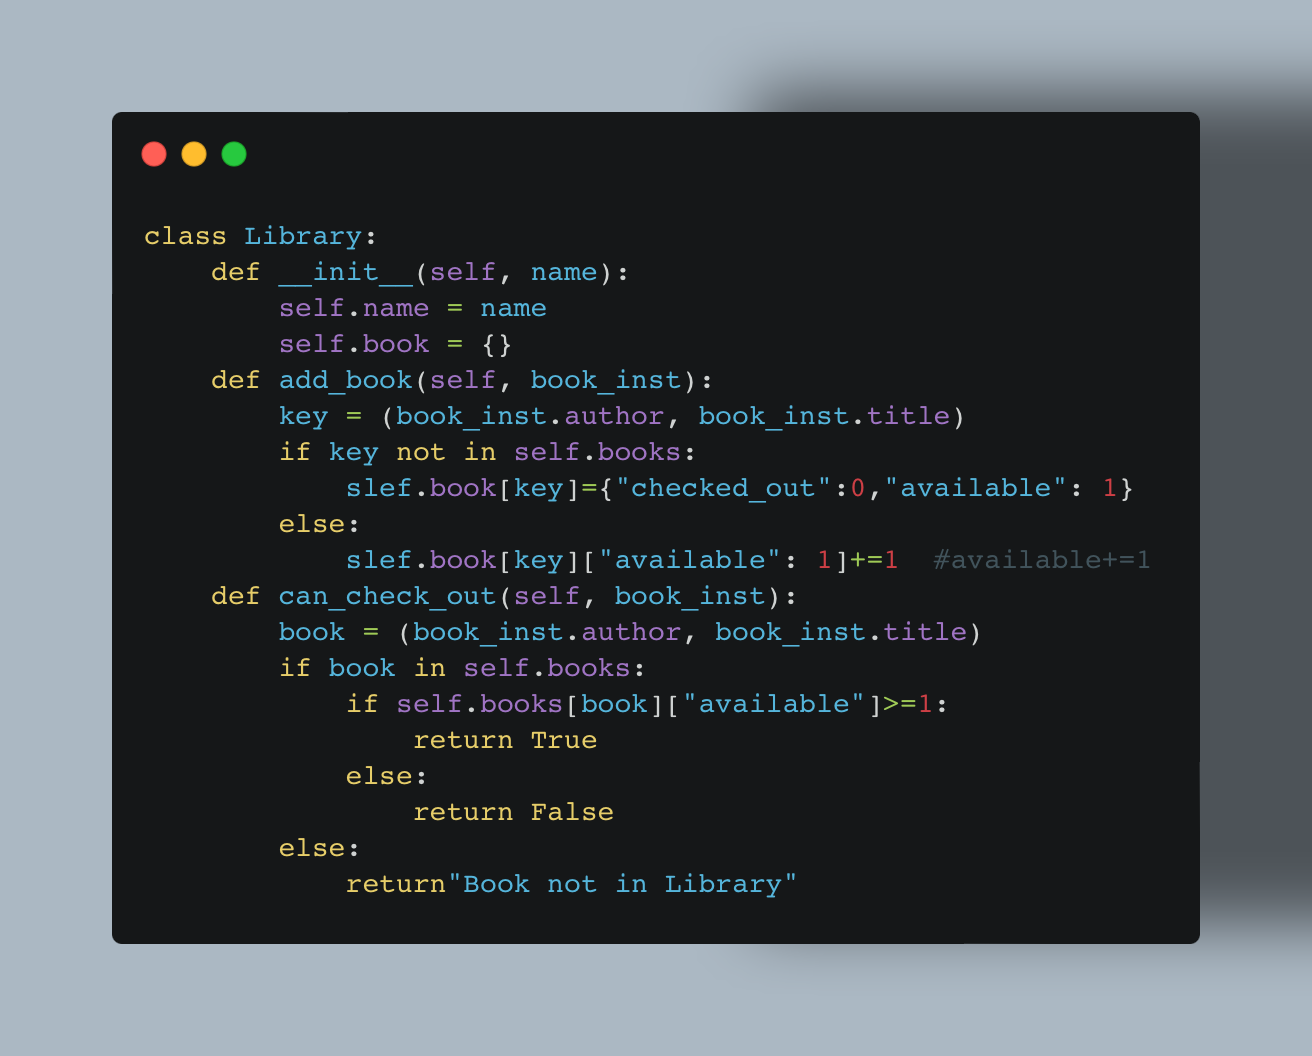 class Library:
    def __init__(self, name):
        self.name = name
        self.book = {}
    def add_book(self, book_inst):
        key = (book_inst.author, book_inst.title)
        if key not in self.books:
            slef.book[key]={"checked_out":0,"available": 1}
        else:
            slef.book[key]["available": 1]+=1  #available+=1
    def can_check_out(self, book_inst):
        book = (book_inst.author, book_inst.title)
        if book in self.books:
            if self.books[book]["available"]>=1:
                return True
            else:
                return False
        else:
            return"Book not in Library"